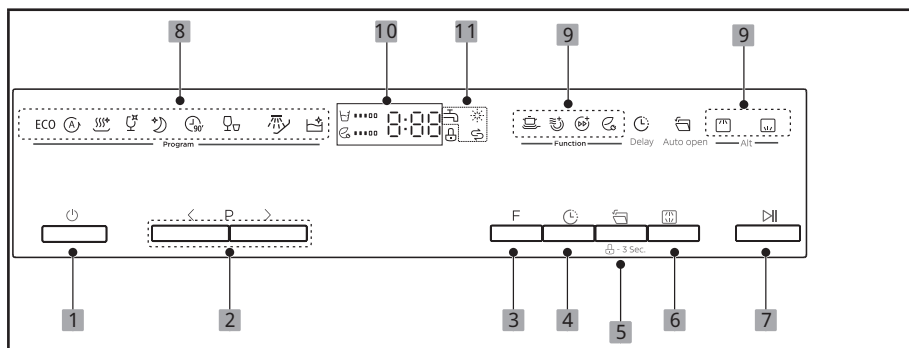 8 10 11 9 9
ECO A 90' 8:88
Program Function Delay Auto open Alt
P F
- 3 Sec.
1 2 3 4 5 6 7